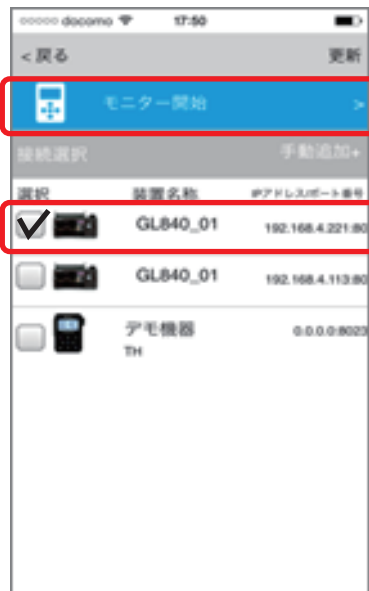 ooooo docomo 17:50
<戻る 更新
モニター開始 >
接続選択 手動追加+
選択 装置名称 IPアドレス/ポート番号
GL840_01 192.168.4.221:80
GL840_01 192.168.4.113:80
デモ機器 0.0.0.0:8023
TH